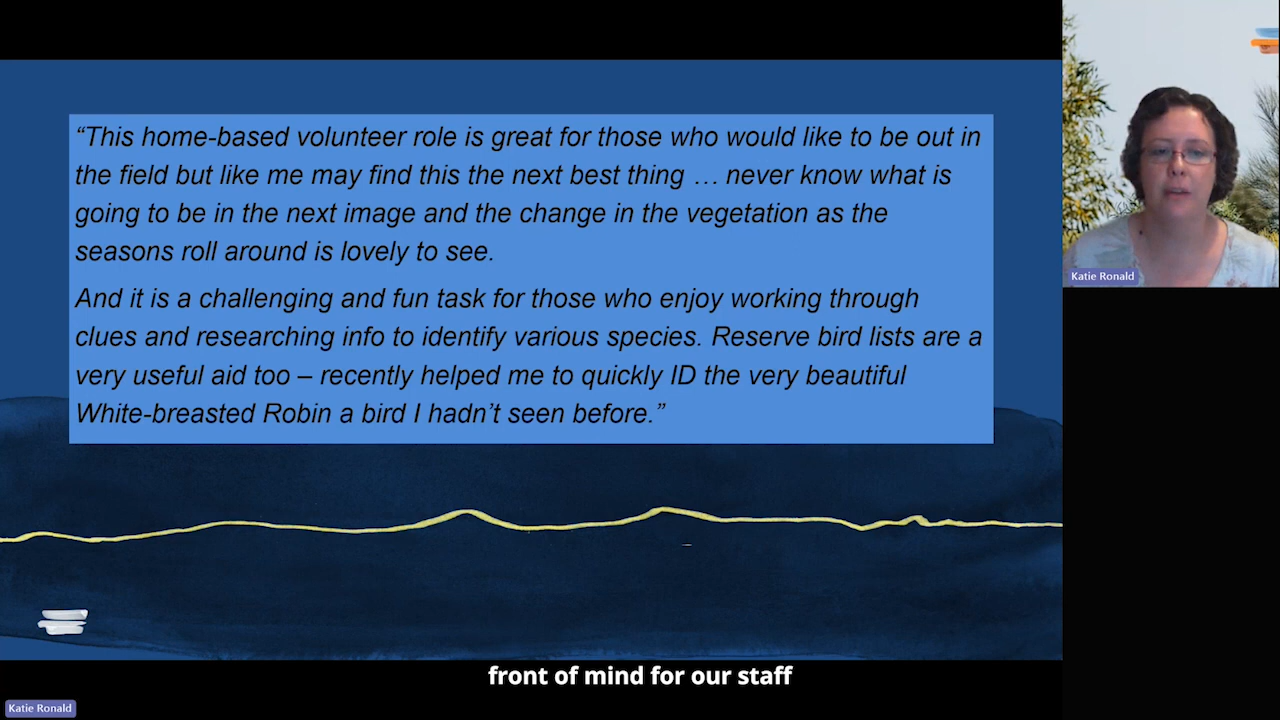 “This home-based volunteer role is great for those who would like to be out in
the field but like me may find this the next best thing … never know what is
going to be in the next image and the change in the vegetation as the
seasons roll around is lovely to see.
And it is a challenging and fun task for those who enjoy working through
clues and researching info to identify various species. Reserve bird lists are a
very useful aid too – recently helped me to quickly ID the very beautiful
White-breasted Robin a bird I hadn’t seen before.”
Katie Ronald
front of mind for our staff
Katie Ronald